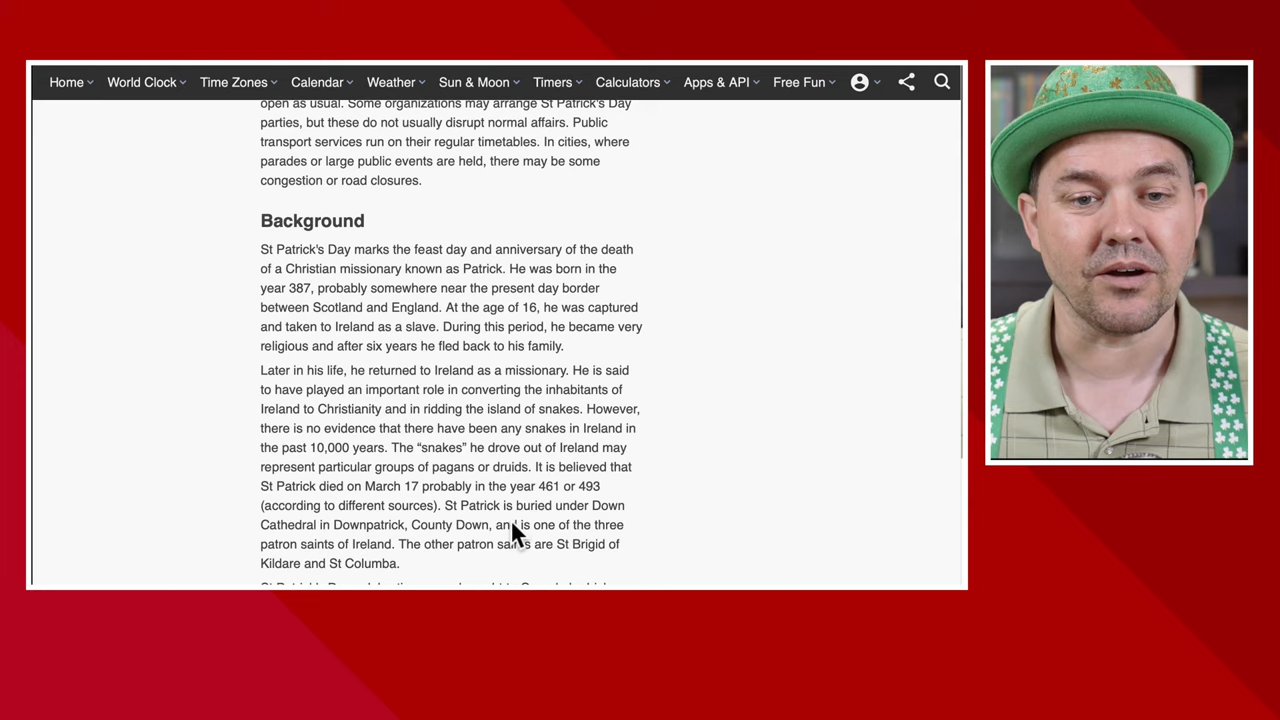 Home World Clock Time Zones Calendar Weather Sun & Moon Timers Calculators Apps & API Free Fun
open as usual. Some organizations may arrange St Patrick's Day
parties, but these do not usually disrupt normal affairs. Public
transport services run on their regular timetables. In cities, where
parades or large public events are held, there may be some
congestion or road closures.
Background
St Patrick's Day marks the feast day and anniversary of the death
of a Christian missionary known as Patrick. He was born in the
year 387, probably somewhere near the present day border
between Scotland and England. At the age of 16, he was captured
and taken to Ireland as a slave. During this period, he became very
religious and after six years he fled back to his family.
Later in his life, he returned to Ireland as a missionary. He is said
to have played an important role in converting the inhabitants of
Ireland to Christianity and in ridding the island of snakes. However,
there is no evidence that there have been any snakes in Ireland in
the past 10,000 years. The “snakes” he drove out of Ireland may
represent particular groups of pagans or druids. It is believed that
St Patrick died on March 17 probably in the year 461 or 493
(according to different sources). St Patrick is buried under Down
Cathedral in Downpatrick, County Down, and is one of the three
patron saints of Ireland. The other patron saints are St Brigid of
Kildare and St Columba.